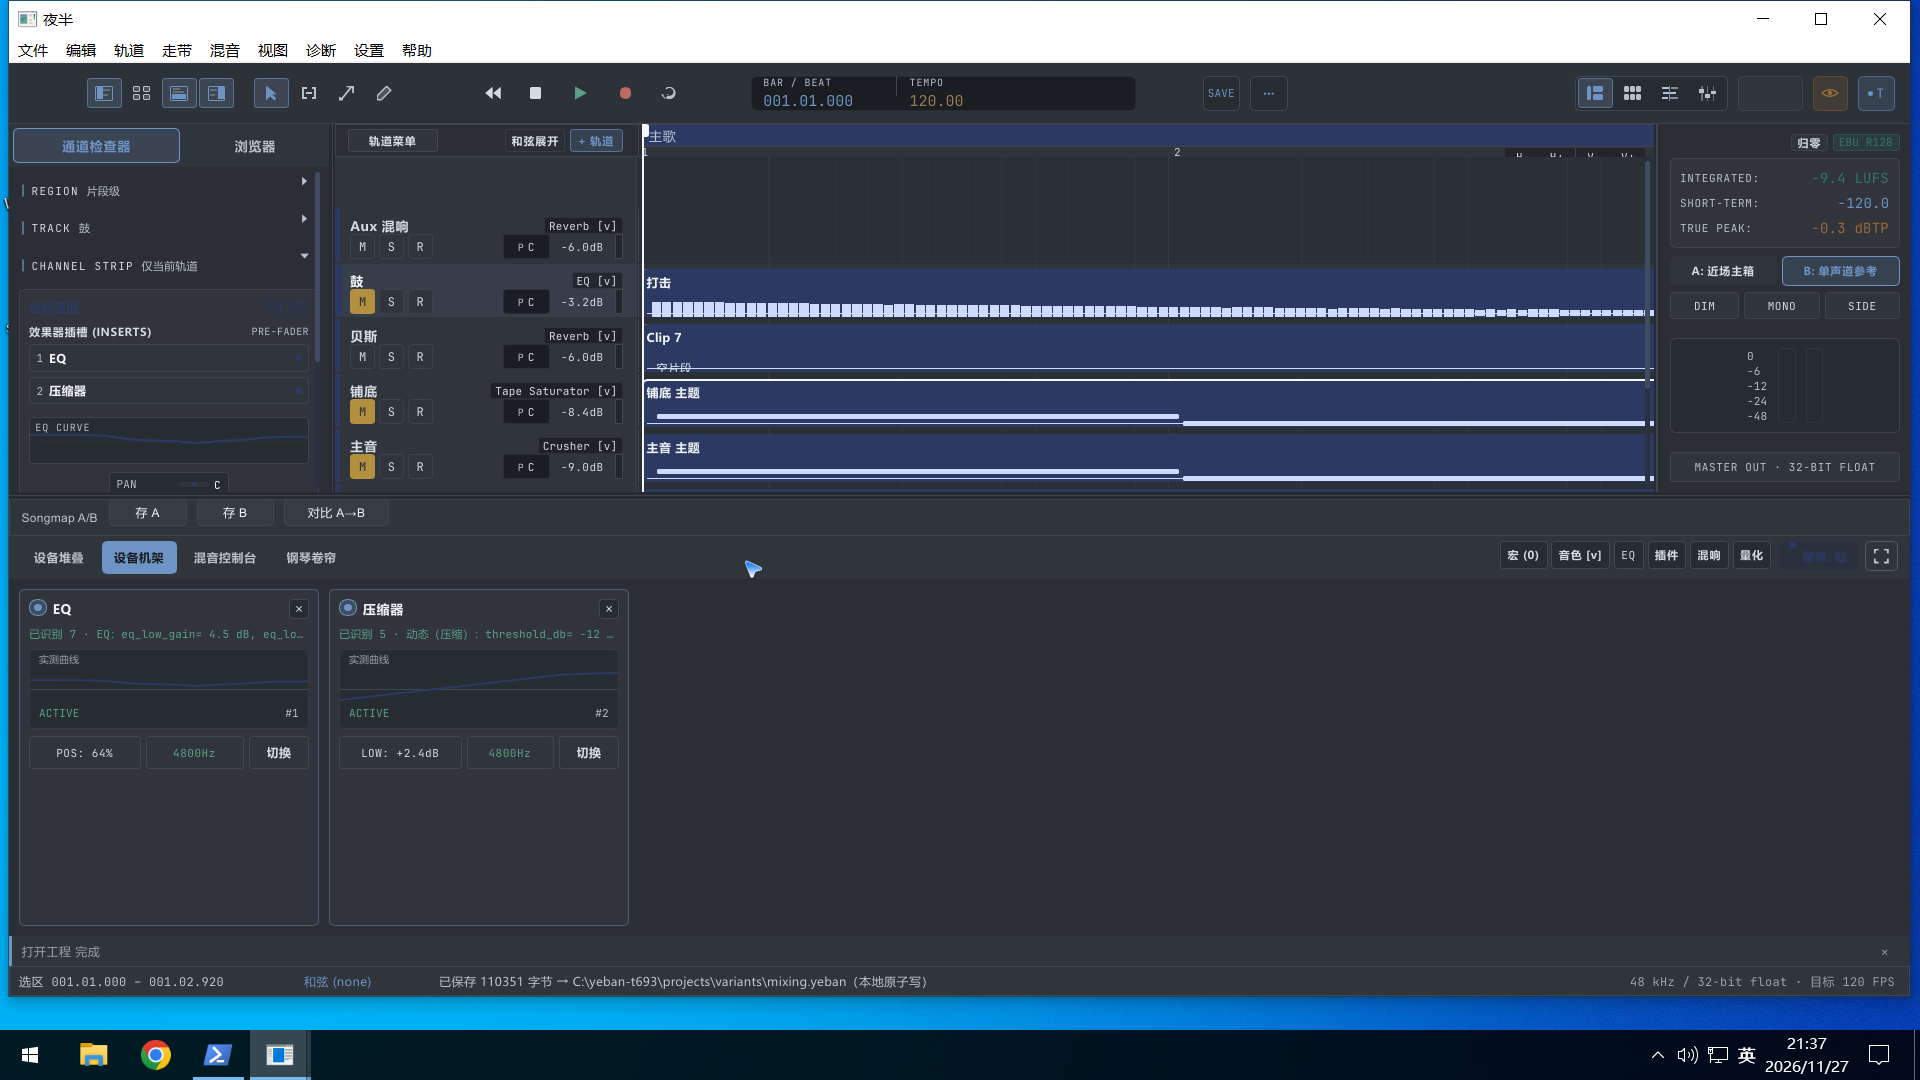 夜半
文件 编辑 轨道 走带 混音 视图 诊断 设置 帮助
BAR / BEAT
001.01.000
TEMPO
120.00
SAVE
...
T
通道检查器
浏览器
REGION 片段级
TRACK 鼓
CHANNEL STRIP 仅当前轨道
效果器插槽 (INSERTS)
PRE-FADER
1 EQ
2 压缩器
EQ CURVE
PAN
C
轨道菜单
和弦展开
+ 轨道
Aux 混响
Reverb [v]
M S R
P C
-6.0dB
鼓
EQ [v]
M S R
P C
-3.2dB
贝斯
Reverb [v]
M S R
P C
-6.0dB
铺底
Tape Saturator [v]
M S R
P C
-8.4dB
主音
Crusher [v]
M S R
P C
-9.0dB
主歌
1
2
打击
Clip 7
空片段
铺底 主题
主音 主题
归零
EBU R128
INTEGRATED: -9.4 LUFS
SHORT-TERM: -120.0
TRUE PEAK: -0.3 dBTP
A: 近场主箱
B: 单声道参考
DIM
MONO
SIDE
0
-6
-12
-24
-48
MASTER OUT · 32-BIT FLOAT
Songmap A/B
存 A
存 B
对比 A→B
设备堆叠
设备机架
混音控制台
钢琴卷帘
宏 (0)
音色 [v]
EQ
插件
混响
量化
EQ
×
已识别 7 · EQ: eq_low_gain= 4.5 dB, eq_lo…
实测曲线
ACTIVE
#1
POS: 64%
4800Hz
切换
压缩器
×
已识别 5 · 动态（压缩）: threshold_db= -12 …
实测曲线
ACTIVE
#2
LOW: +2.4dB
4800Hz
切换
打开工程 完成
×
选区 001.01.000 – 001.02.920
和弦 (none)
已保存 110351 字节 → C:\yeban-t693\projects\variants\mixing.yeban（本地原子写）
48 kHz / 32-bit float · 目标 120 FPS
英
21:37
2026/11/27